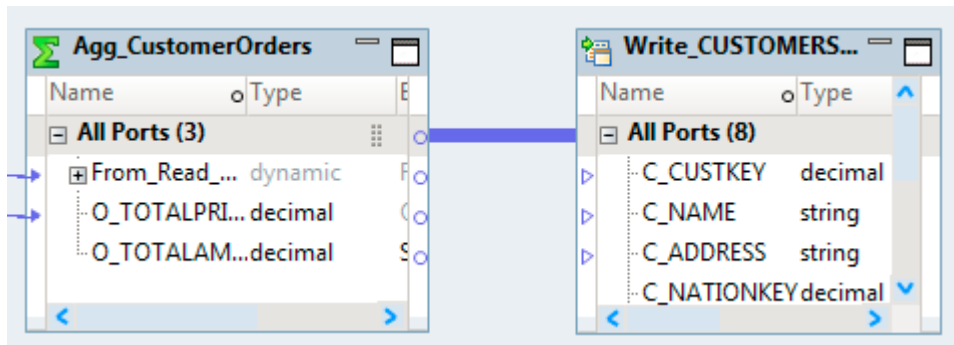 Agg_CustomerOrders
Name Type E
All Ports (3)
From_Read_... dynamic F
O_TOTALPRI... decimal
O_TOTALAM... decimal S
Write_CUSTOMERS...
Name Type
All Ports (8)
C_CUSTKEY decimal
C_NAME string
C_ADDRESS string
C_NATIONKEY decimal